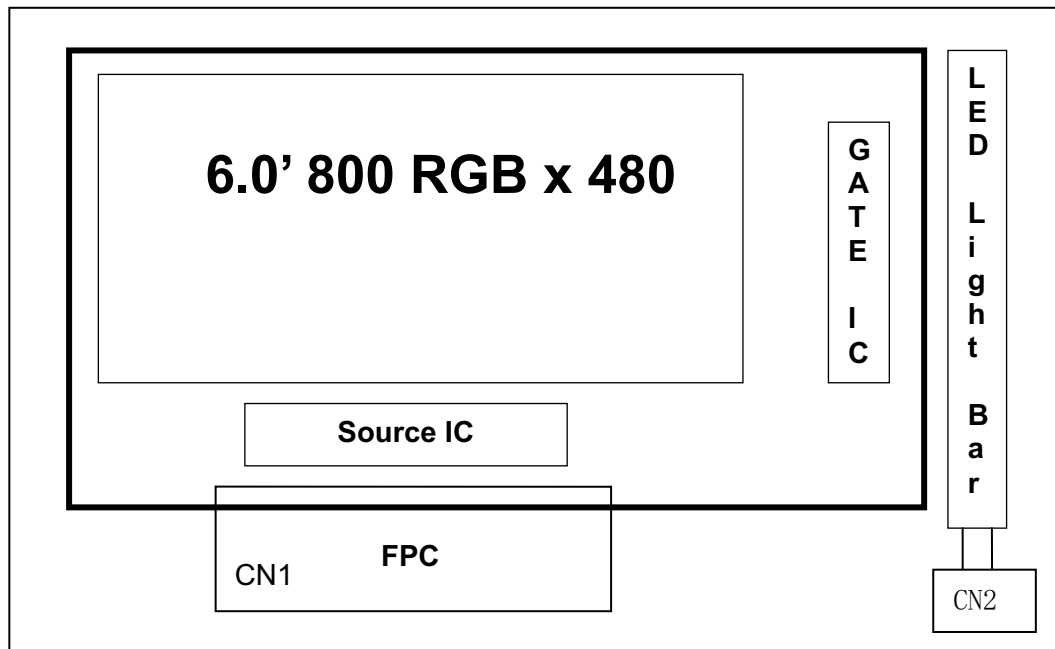 6.0’ 800 RGB x 480
GATE IC
LED Light Bar
Source IC
FPC
CN1
CN2